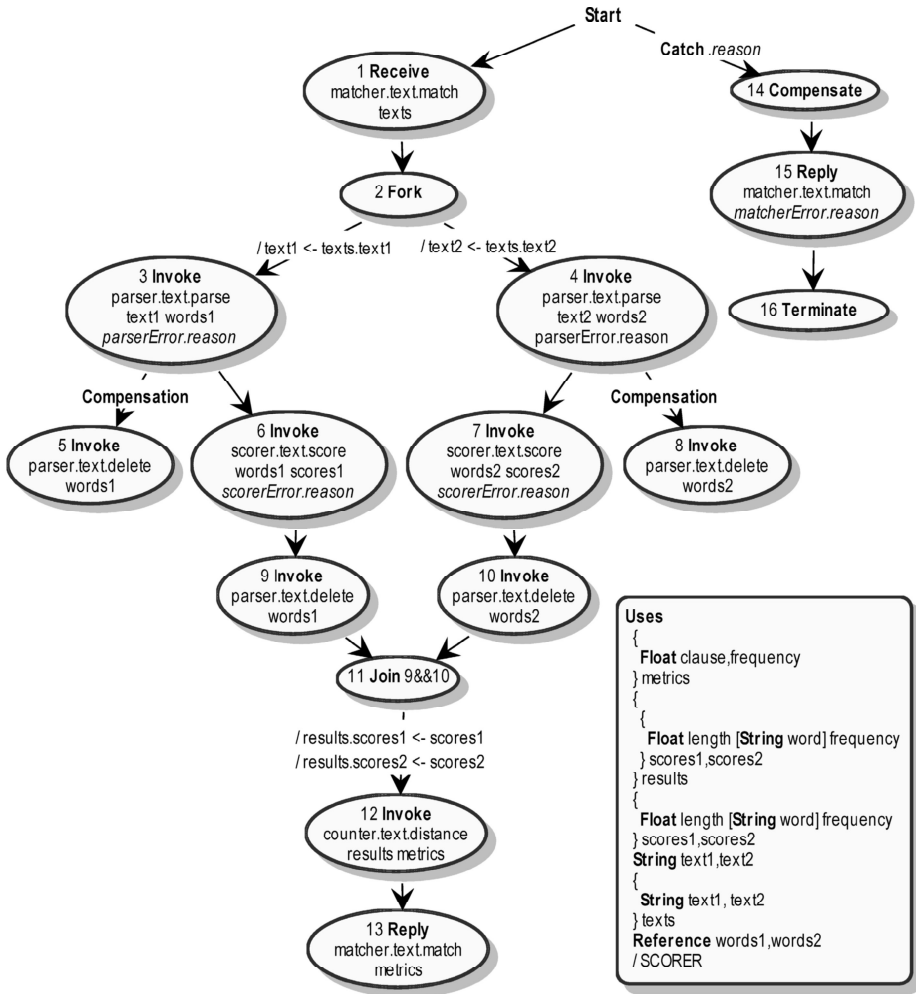 Start
Catch .reason
1 Receive
matcher.text.match
texts
14 Compensate
2 Fork
15 Reply
matcher.text.match
matcherError.reason
/ text1 <- texts.text1
/ text2 <- texts.text2
3 Invoke
parser.text.parse
text1 words1
parserError.reason
4 Invoke
parser.text.parse
text2 words2
parserError.reason
16 Terminate
Compensation
Compensation
5 Invoke
parser.text.delete
words1
6 Invoke
scorer.text.score
words1 scores1
scorerError.reason
7 Invoke
scorer.text.score
words2 scores2
scorerError.reason
8 Invoke
parser.text.delete
words2
9 Invoke
parser.text.delete
words1
10 Invoke
parser.text.delete
words2
11 Join 9&&10
/ results.scores1 <- scores1
/ results.scores2 <- scores2
12 Invoke
counter.text.distance
results metrics
13 Reply
matcher.text.match
metrics
Uses
{
Float clause,frequency
} metrics
{
{
Float length [String word] frequency
} scores1,scores2
} results
{
Float length [String word] frequency
} scores1,scores2
String text1,text2
{
String text1, text2
} texts
Reference words1,words2
/ SCORER